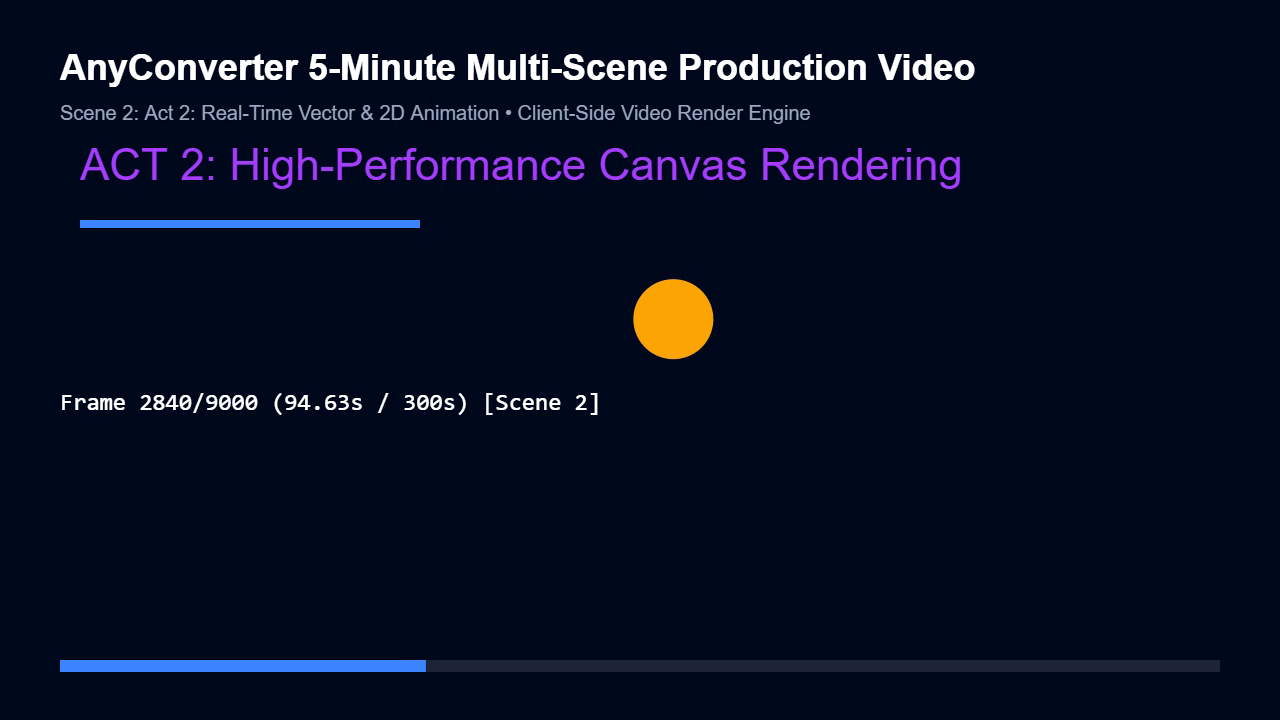 AnyConverter 5-Minute Multi-Scene Production Video
Scene 2: Act 2: Real-Time Vector & 2D Animation • Client-Side Video Render Engine
ACT 2: High-Performance Canvas Rendering
Frame 2840/9000 (94.63s / 300s) [Scene 2]